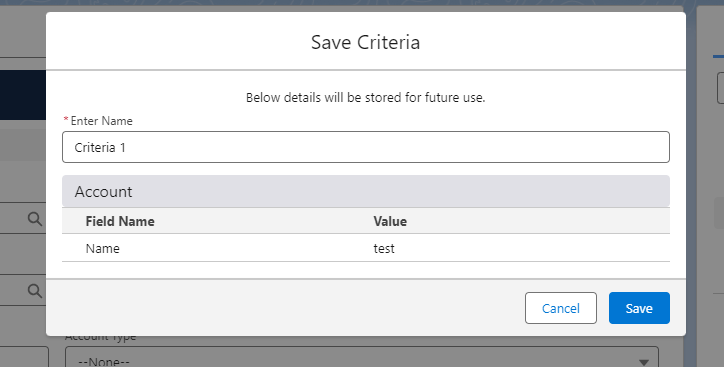 Save Criteria
Below details will be stored for future use.
* Enter Name
Criteria 1
Account
Field Name Value
Name test
Cancel Save
Account Type
--None--